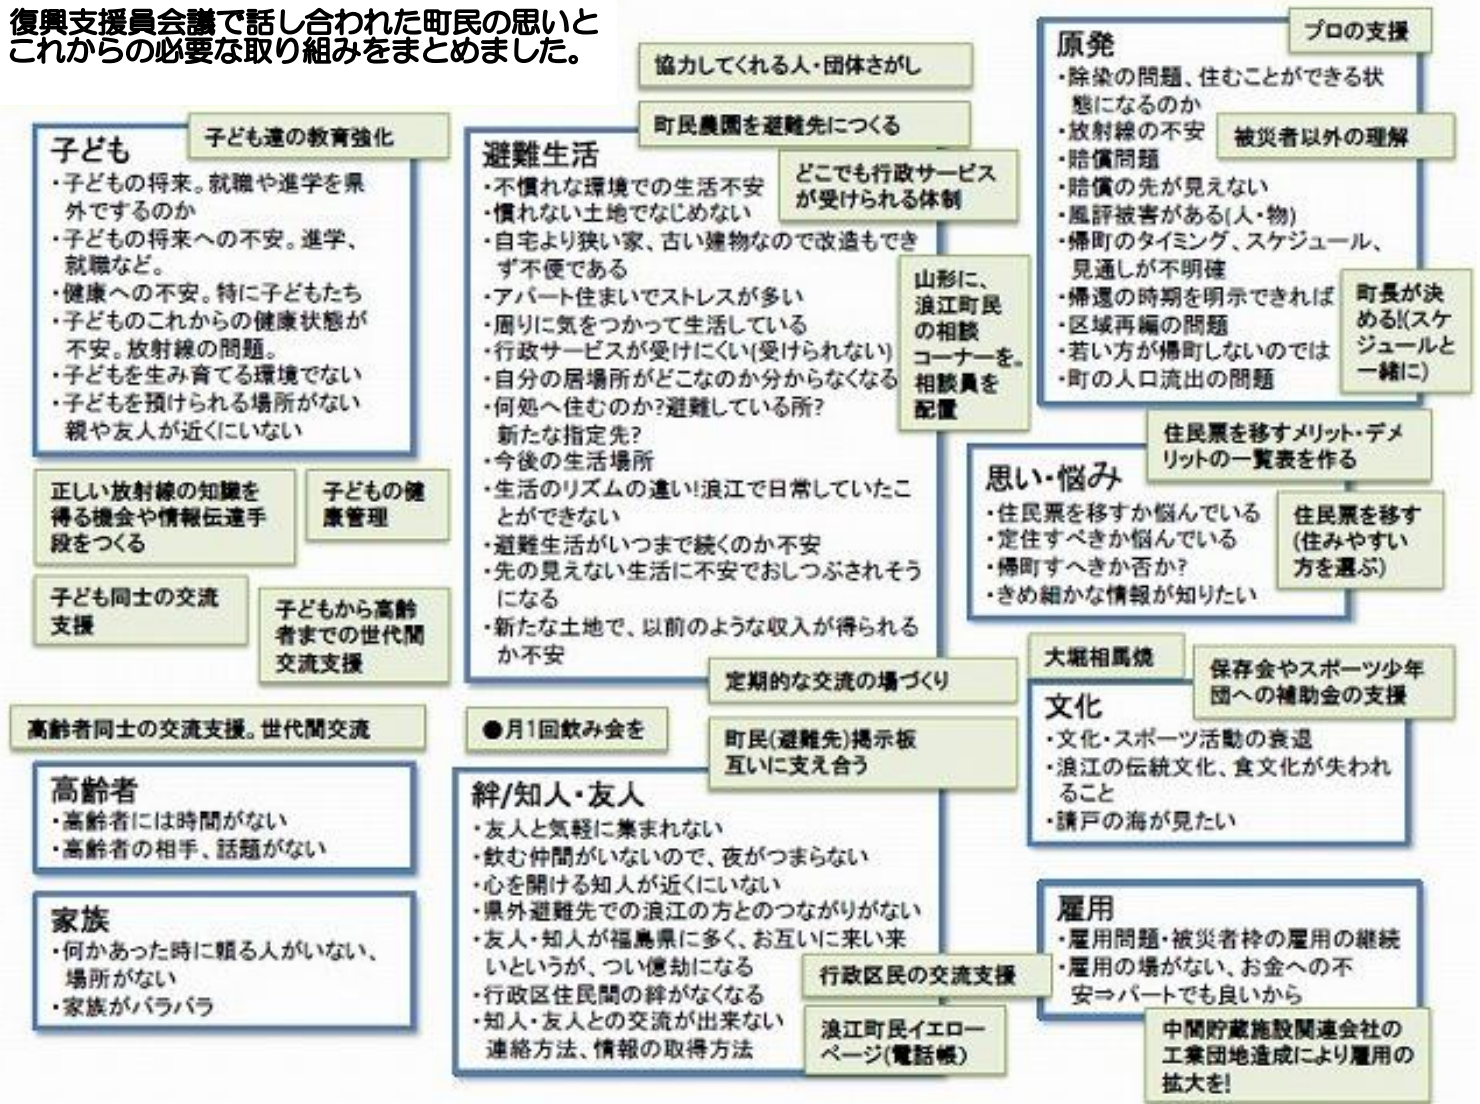 復興支援員会議で話し合われた町民の思いと
これからの必要な取り組みをまとめました。
子ども達の教育強化
子ども
・子どもの将来。就職や進学を県
外でするのか
・子どもの将来への不安。進学、
就職など。
・健康への不安。特に子どもたち
・子どものこれからの健康状態が
不安。放射線の問題。
・子どもを生み育てる環境でない
・子どもを預けられる場所がない
親や友人が近くにいない
正しい放射線の知識を
得る機会や情報伝達手
段をつくる
子どもの健
康管理
子ども同士の交流
支援
子どもから高齢
者までの世代間
交流支援
高齢者同士の交流支援。世代間交流
高齢者
・高齢者には時間がない
・高齢者の相手、話題がない
家族
・何かあった時に頼る人がいない、
場所がない
・家族がバラバラ
協力してくれる人・団体さがし
町民農園を避難先につくる
どこでも行政サービス
が受けられる体制
避難生活
・不慣れな環境での生活不安
・慣れない土地でなじめない
・自宅より狭い家、古い建物なので改造もでき
ず不便である
・アパート住まいでストレスが多い
・周りに気をつかって生活している
・行政サービスが受けにくい(受けられない)
・自分の居場所がどこなのか分からなくなる
・何処へ住むのか?避難している所?
新たな指定先?
・今後の生活場所
・生活のリズムの違い!浪江で日常していたこ
とができない
・避難生活がいつまで続くのか不安
・先の見えない生活に不安でおしつぶされそう
になる
・新たな土地で、以前のような収入が得られる
か不安
山形に、
浪江町民
の相談
コーナーを。
相談員を
配置
定期的な交流の場づくり
●月1回飲み会を
町民(避難先)掲示板
互いに支え合う
絆/知人・友人
・友人と気軽に集まれない
・飲む仲間がいないので、夜がつまらない
・心を開ける知人が近くにいない
・県外避難先での浪江の方とのつながりがない
・友人・知人が福島県に多く、お互いに来い来
いというが、つい億劫になる
・行政区住民間の絆がなくなる
・知人・友人との交流が出来ない
連絡方法、情報の取得方法
行政区民の交流支援
浪江町民イエロー
ページ(電話帳)
プロの支援
原発
・除染の問題、住むことができる状
態になるのか
・放射線の不安
・賠償問題
・賠償の先が見えない
・風評被害がある(人・物)
・帰町のタイミング、スケジュール、
見通しが不明確
・帰還の時期を明示できれば
・区域再編の問題
・若い方が帰町しないのでは
・町の人口流出の問題
被災者以外の理解
町長が決
める!(スケ
ジュールと
一緒に)
住民票を移すメリット・デメ
リットの一覧表を作る
思い・悩み
・住民票を移すか悩んでいる
・定住すべきか悩んでいる
・帰町すへきか否か?
・きめ細かな情報が知りたい
住民票を移す
(住みやすい
方を選ぶ)
大堀相馬焼
保存会やスポーツ少年
団への補助金の支援
文化
・文化・スポーツ活動の衰退
・浪江の伝統文化、食文化が失われ
ること
・請戸の海が見たい
雇用
・雇用問題・被災者枠の雇用の継続
・雇用の場がない、お金への不
安⇒パートでも良いから
中間貯蔵施設関連会社の
工業団地造成により雇用の
拡大を!